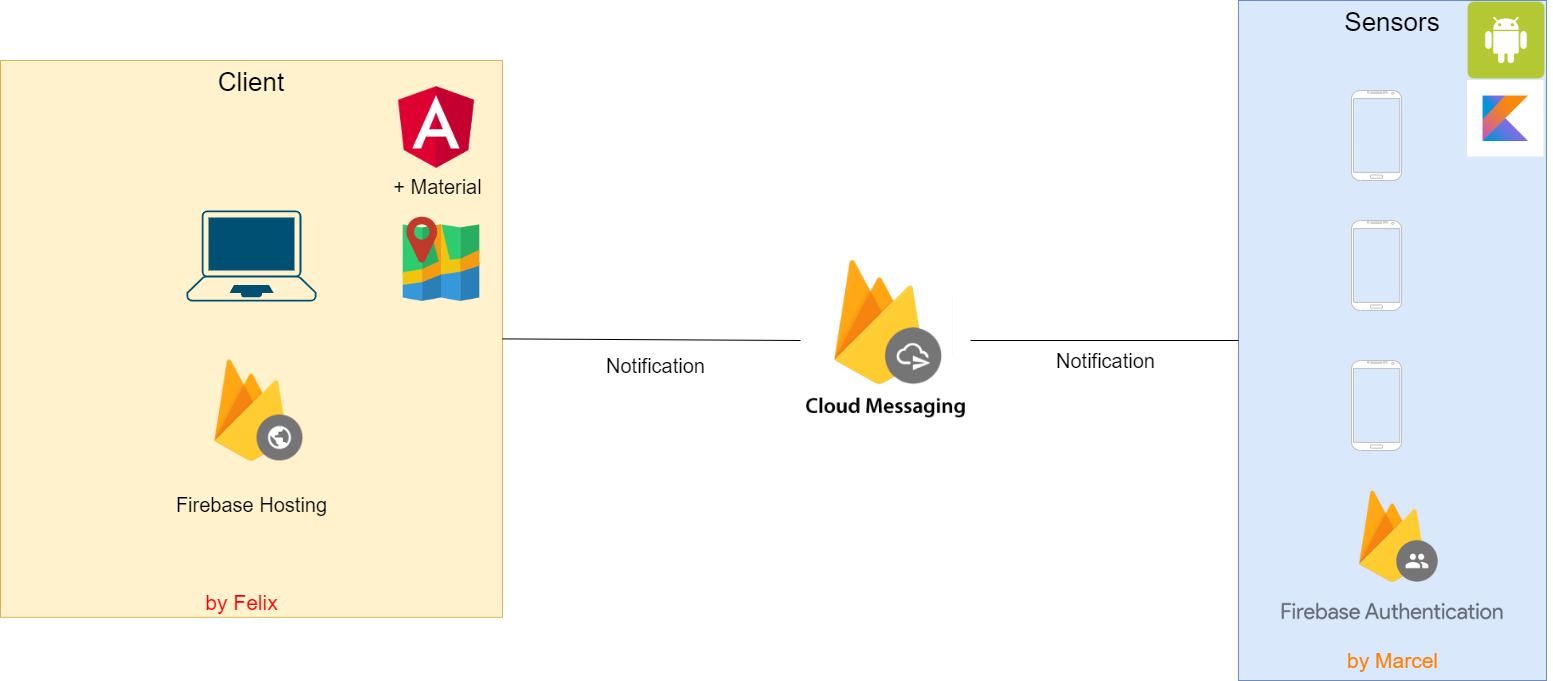 Client
+ Material
Firebase Hosting
by Felix
Notification
Cloud Messaging
Notification
Sensors
Firebase Authentication
by Marcel